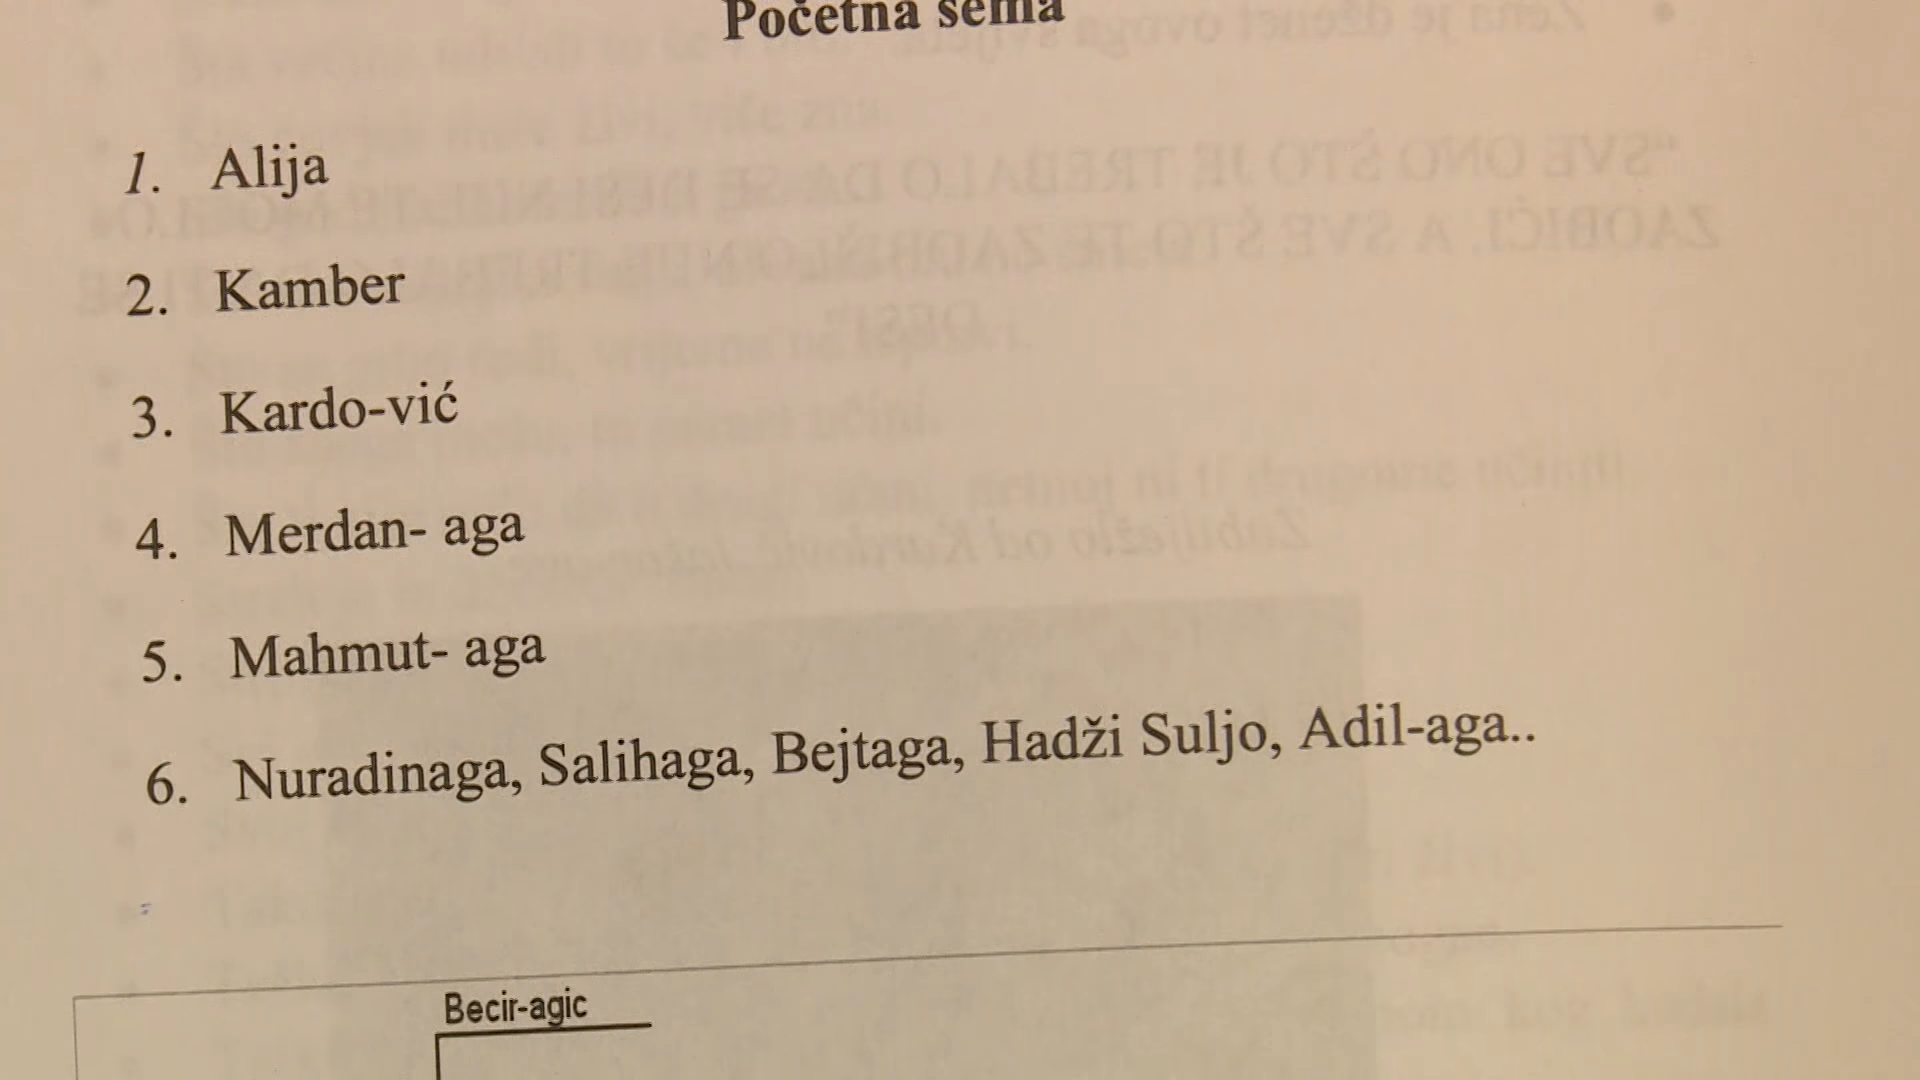 Početna šema
1. Alija
2. Kamber
3. Kardo-vić
4. Merdan- aga
5. Mahmut- aga
6. Nuradinaga, Salihaga, Bejtaga, Hadži Suljo, Adil-aga..
Becir-agic